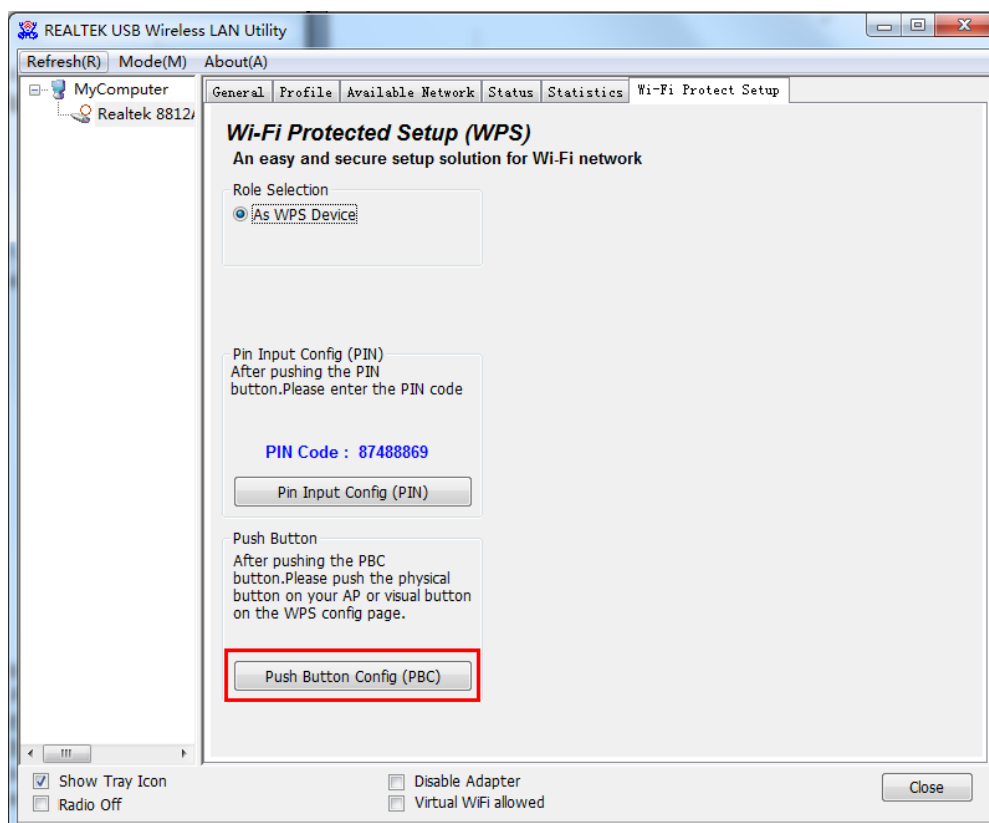 REALTEK USB Wireless LAN Utility
Refresh(R) Mode(M) About(A)
MyComputer
Realtek 8812A
General Profile Available Network Status Statistics Wi-Fi Protect Setup
Wi-Fi Protected Setup (WPS)
An easy and secure setup solution for Wi-Fi network
Role Selection
As WPS Device
Pin Input Config (PIN)
After pushing the PIN
button.Please enter the PIN code
PIN Code : 87488869
Pin Input Config (PIN)
Push Button
After pushing the PBC
button.Please push the physical
button on your AP or visual button
on the WPS config page.
Push Button Config (PBC)
Show Tray Icon
Radio Off
Disable Adapter
Virtual WiFi allowed
Close